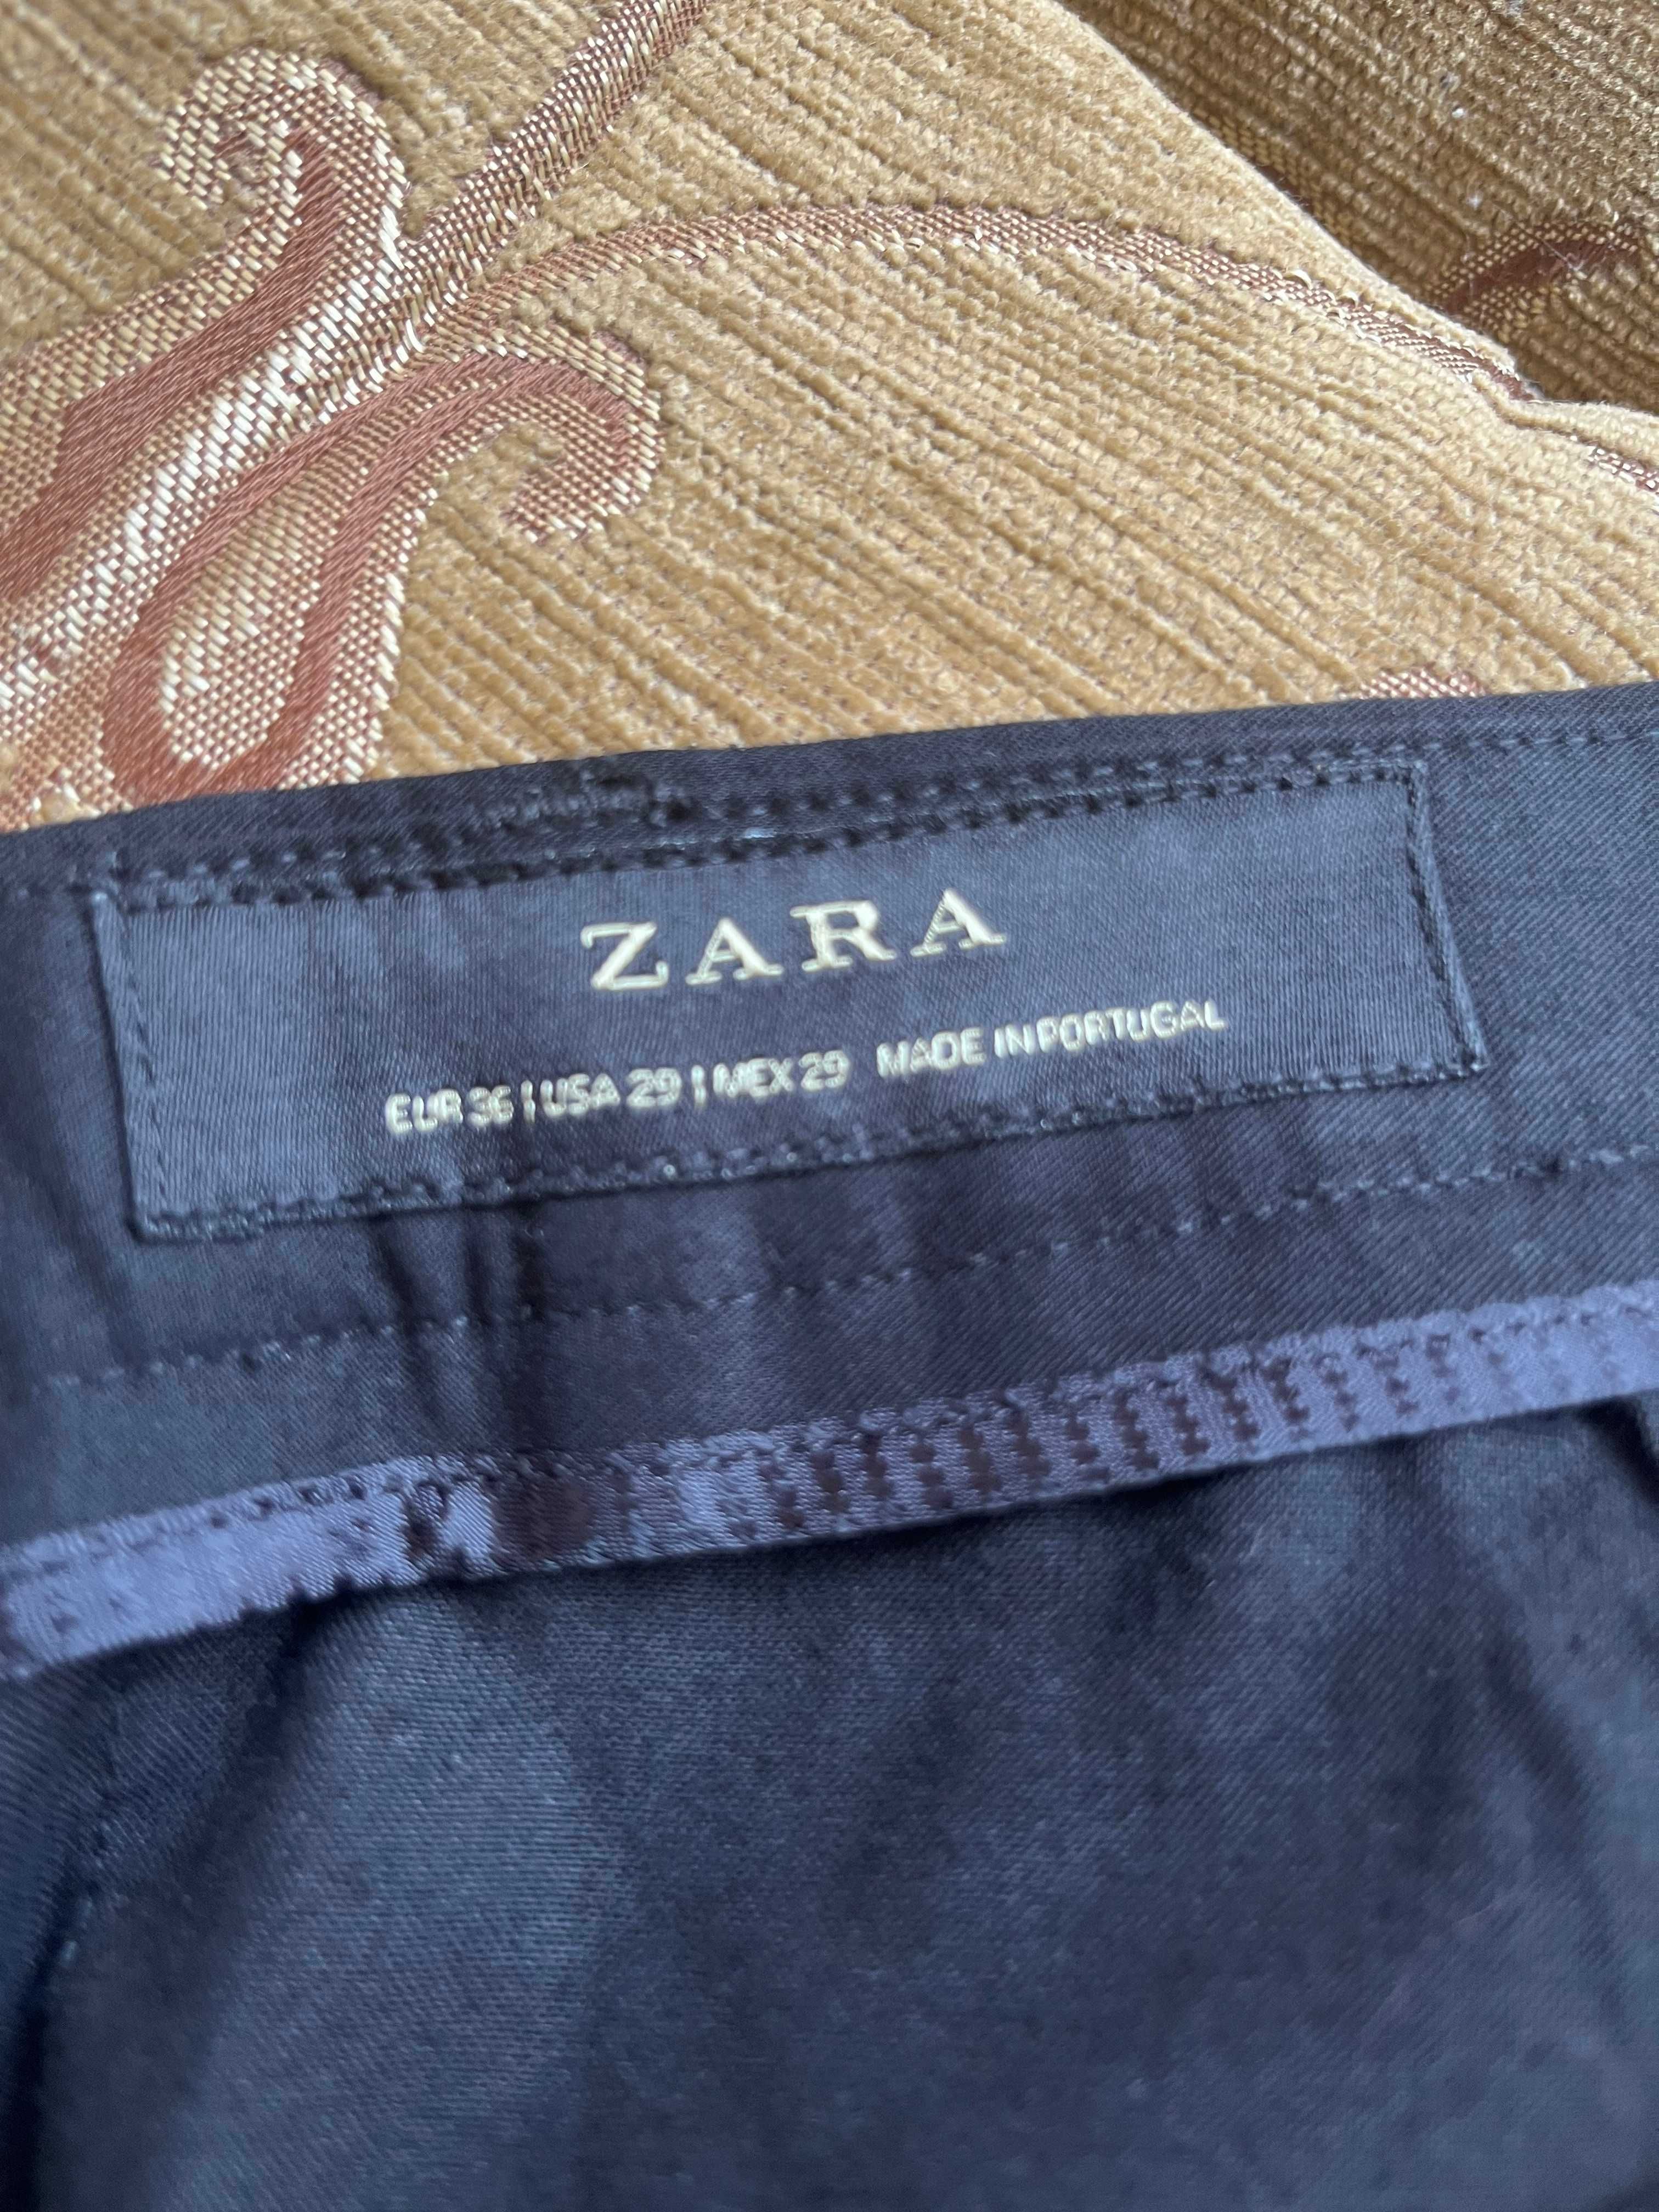 ZARA
EUR 36 | USA 29 | MEX 29 MADE IN PORTUGAL